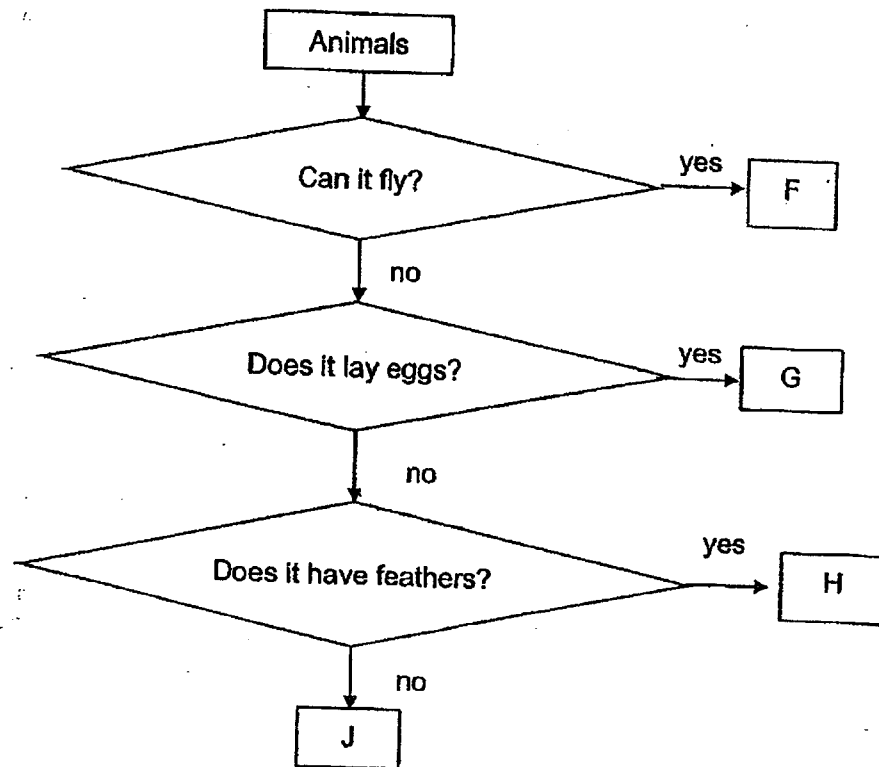 Animals
Can it fly?
yes
F
no
Does it lay eggs?
yes
G
no
Does it have feathers?
yes
H
no
J